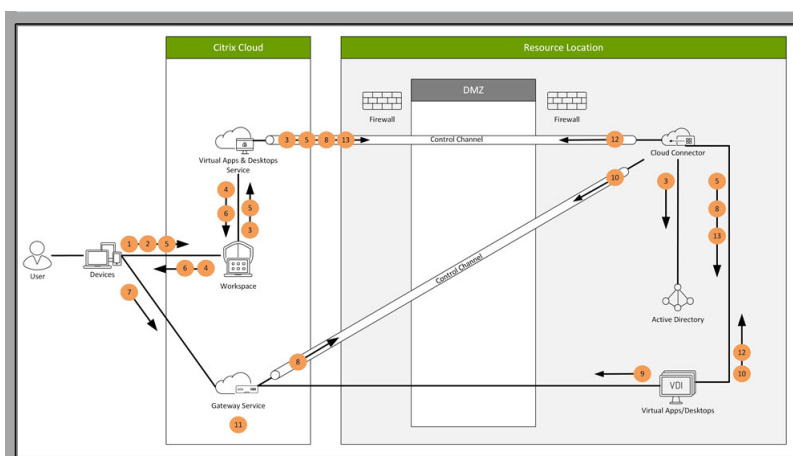 Citrix Cloud
Resource Location
DMZ
Firewall
Firewall
3 5 8 13
Control Channel
12
Virtual Apps & Desktops
Service
Cloud Connector
4
6
5
3
10
3
5
8
13
1 2 5
User
Devices
6 4
Workspace
Control Channel
7
Active Directory
8
12
10
9
VDI
Gateway Service
Virtual Apps/Desktops
11